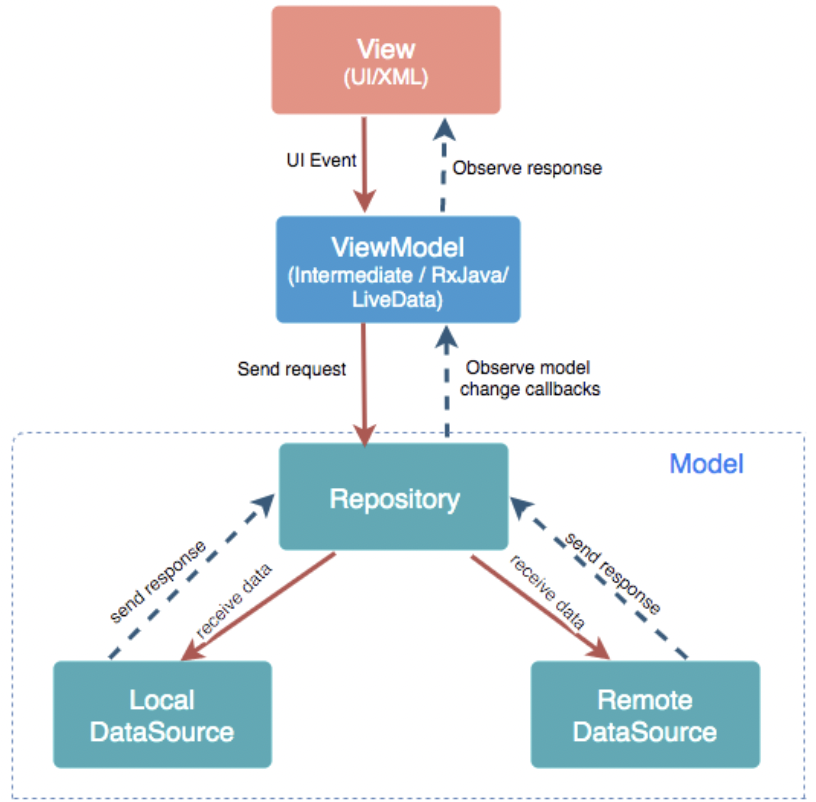 View
(UI/XML)
UI Event
Observe response
ViewModel
(Intermediate / RxJava/
LiveData)
Send request
Observe model
change callbacks
Model
Repository
send response
receive data
receive data
send response
Local
DataSource
Remote
DataSource